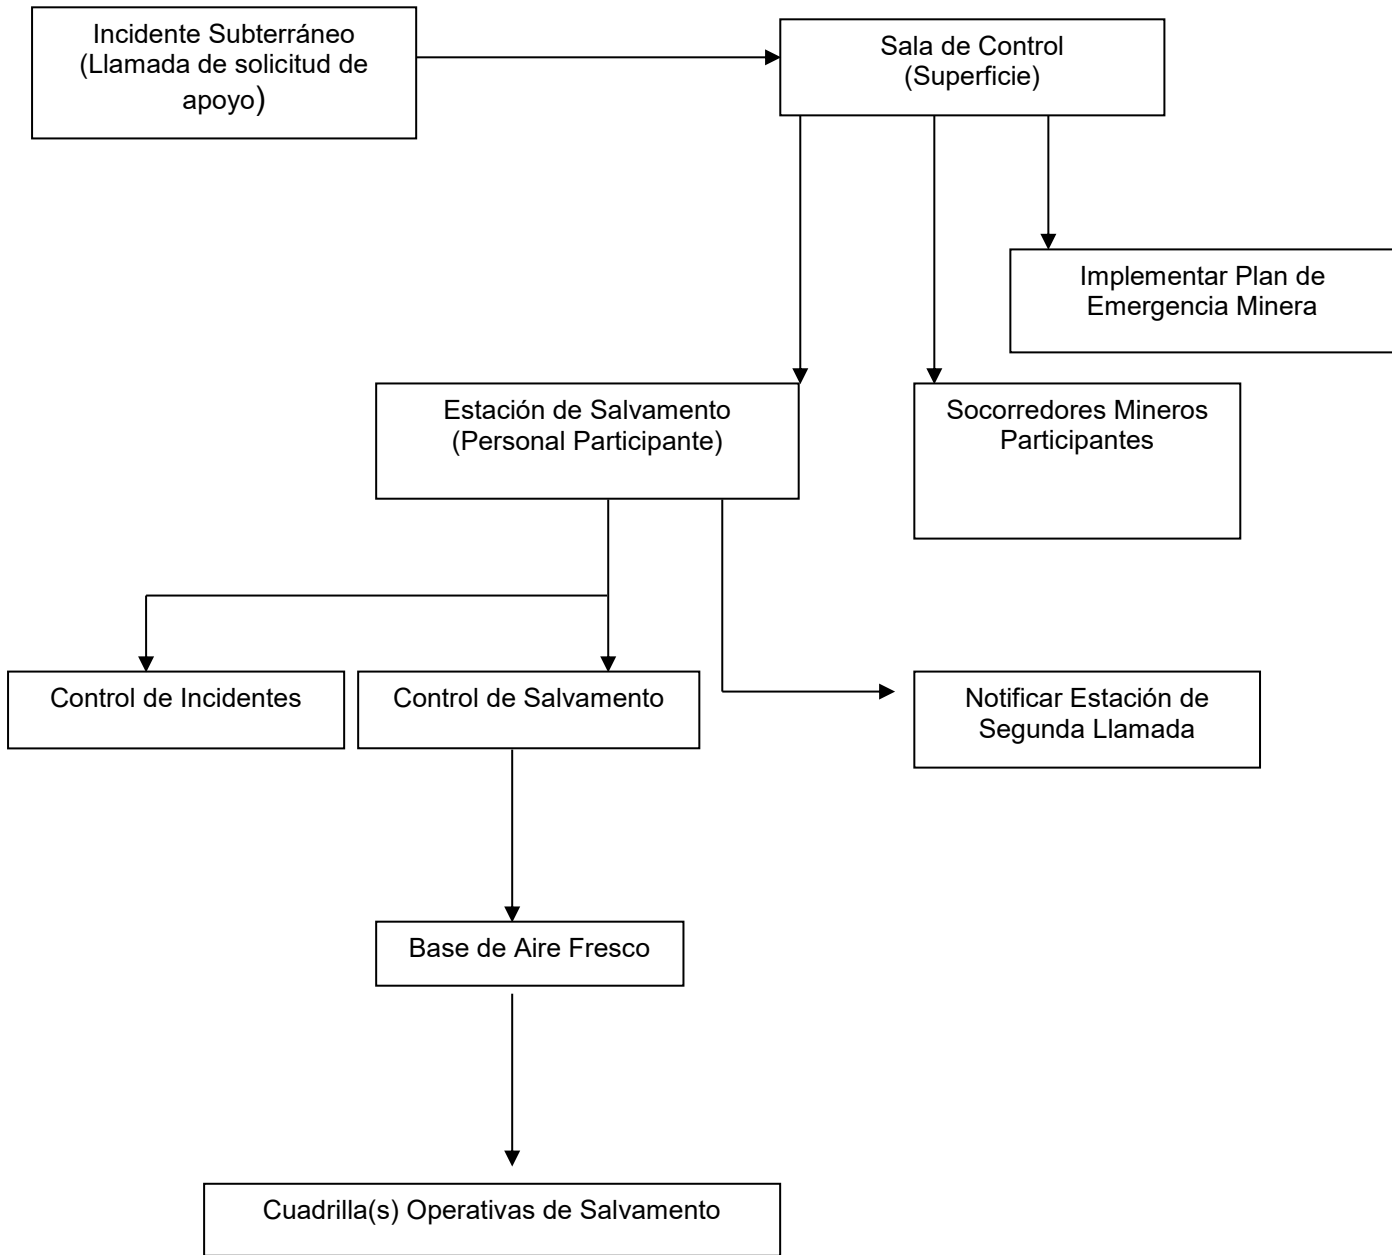 Incidente Subterráneo
(Llamada de solicitud de
apoyo)
Sala de Control
(Superficie)
Implementar Plan de
Emergencia Minera
Estación de Salvamento
(Personal Participante)
Socorredores Mineros
Participantes
Control de Incidentes
Control de Salvamento
Notificar Estación de
Segunda Llamada
Base de Aire Fresco
Cuadrilla(s) Operativas de Salvamento